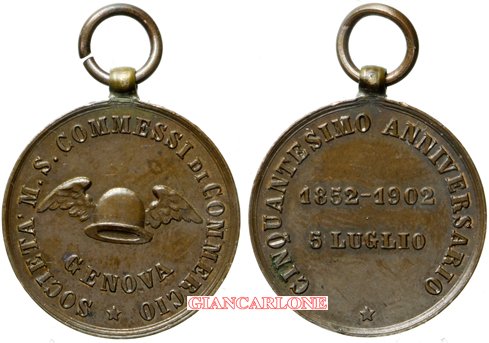 SOCIETA' M. S. COMMESSI DI COMMERCIO
GENOVA
CINQUANTESIMO ANNIVERSARIO
1852-1902
5 LUGLIO
GIANCARLONE